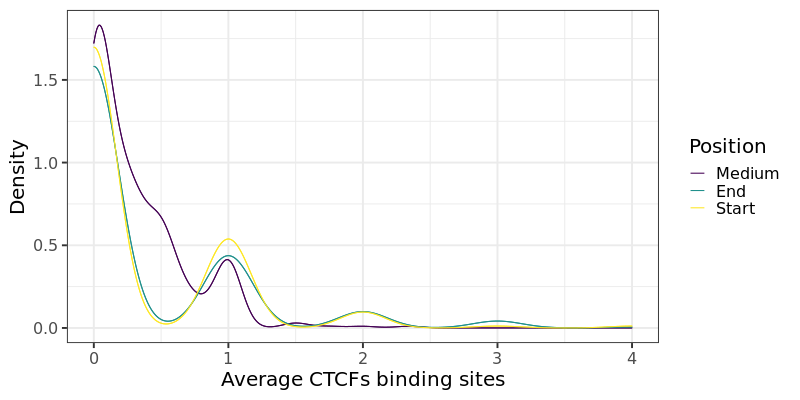 Density
1.5
1.0
0.5
0.0
0 1 2 3 4
Average CTCFs binding sites
Position
Medium
End
Start